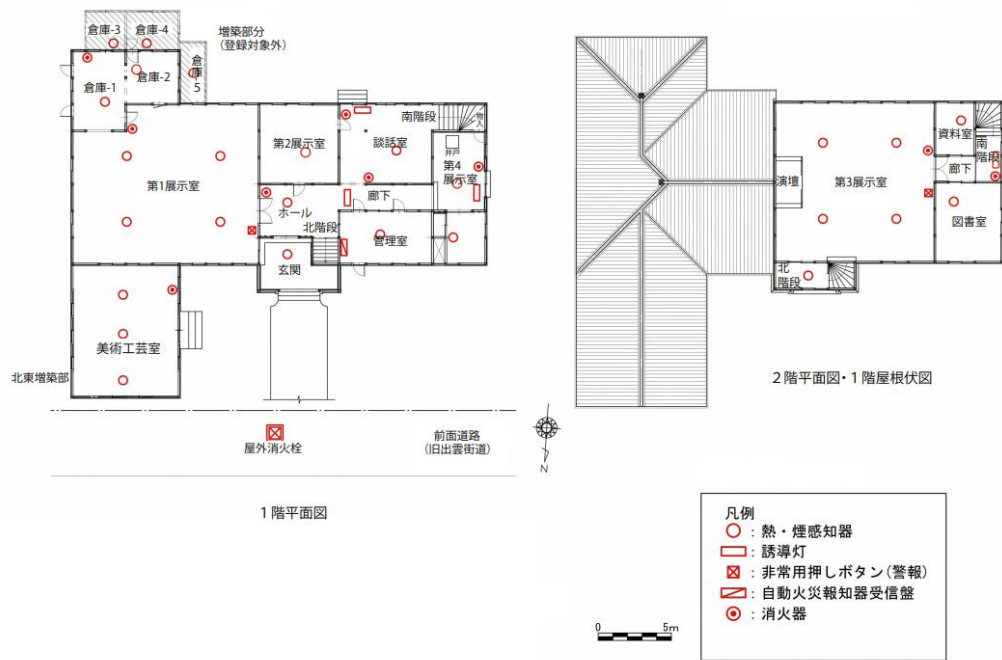 倉庫-3
倉庫-4
増築部分
(登録対象外)
倉庫-1
倉庫-2
倉庫-5
第1展示室
第2展示室
談話室
南階段
物入
井戸
第4
展示室
ホール
廊下
北階段
管理室
玄関
美術工芸室
北東増築部
屋外消火栓
前面道路
(旧出雲街道)
1階平面図
N
演壇
第3展示室
資料室
南階段
廊下
図書室
北階段
2階平面図・1階屋根伏図
凡例
:熱・煙感知器
:誘導灯
:非常用押しボタン(警報)
:自動火災報知器受信盤
:消火器
0 5m